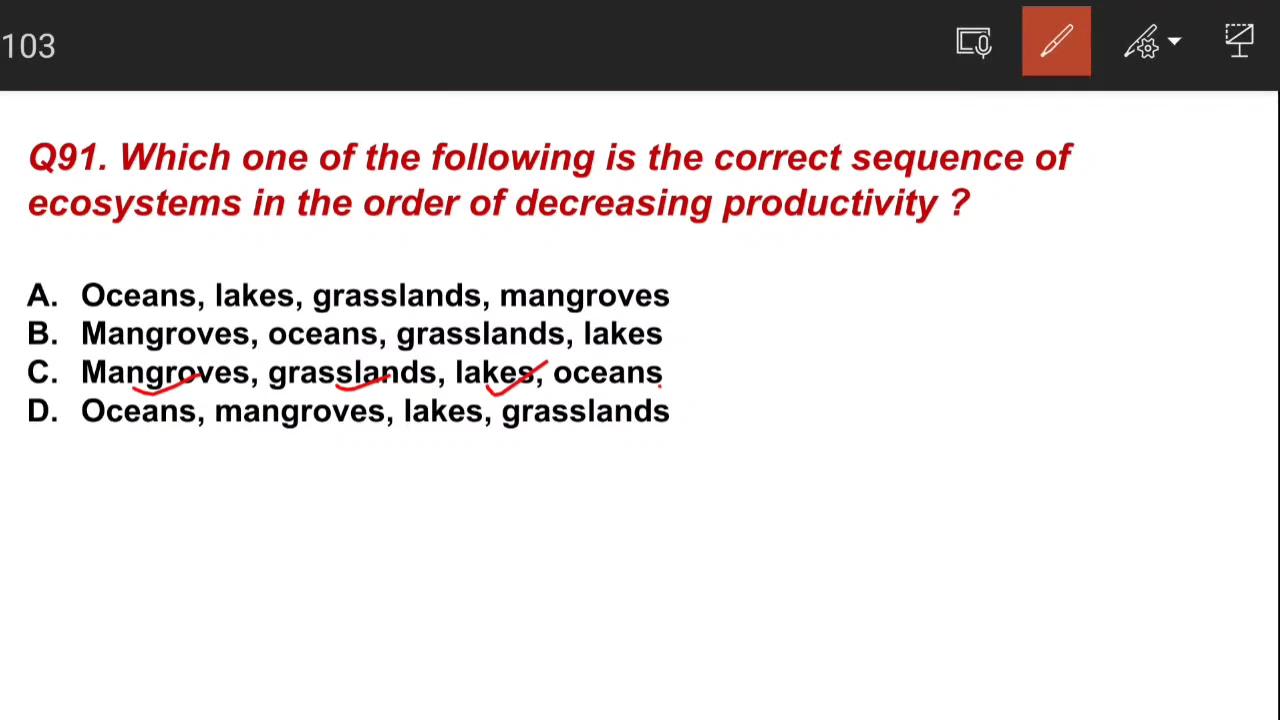 103
Q91. Which one of the following is the correct sequence of
ecosystems in the order of decreasing productivity ?
A. Oceans, lakes, grasslands, mangroves
B. Mangroves, oceans, grasslands, lakes
C. Mangroves, grasslands, lakes, oceans
D. Oceans, mangroves, lakes, grasslands